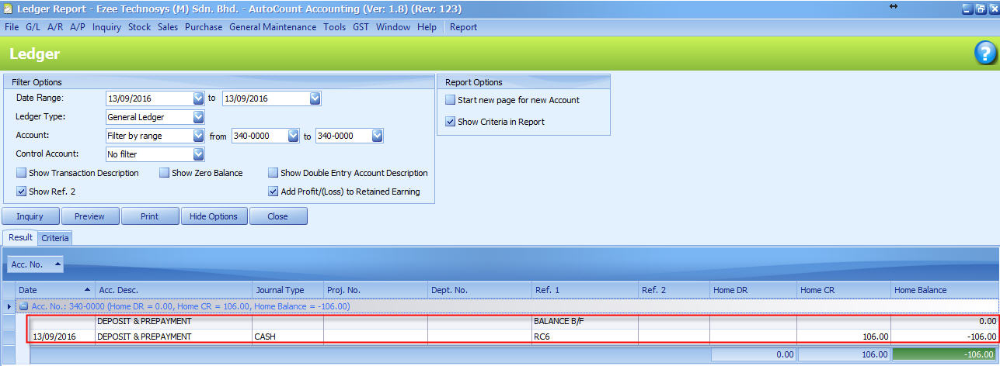 Ledger Report - Ezee Technosys (M) Sdn. Bhd. - AutoCount Accounting (Ver: 1.8) (Rev: 123)
File G/L A/R A/P Inquiry Stock Sales Purchase General Maintenance Tools GST Window Help Report
Ledger
?
Filter Options
Date Range: 13/09/2016 to 13/09/2016
Ledger Type: General Ledger
Account: Filter by range from 340-0000 to 340-0000
Control Account: No filter
Show Transaction Description Show Zero Balance Show Double Entry Account Description
Show Ref. 2 Add Profit/(Loss) to Retained Earning
Report Options
Start new page for new Account
Show Criteria in Report
Inquiry Preview Print Hide Options Close
Result Criteria
Acc. No.
Date Acc. Desc. Journal Type Proj. No. Dept. No. Ref. 1 Ref. 2 Home DR Home CR Home Balance
Acc. No.: 340-0000 (Home DR = 0.00, Home CR = 106.00, Home Balance = -106.00)
DEPOSIT & PREPAYMENT BALANCE B/F 0.00
13/09/2016 DEPOSIT & PREPAYMENT CASH RC6 106.00 -106.00
0.00 106.00 -106.00